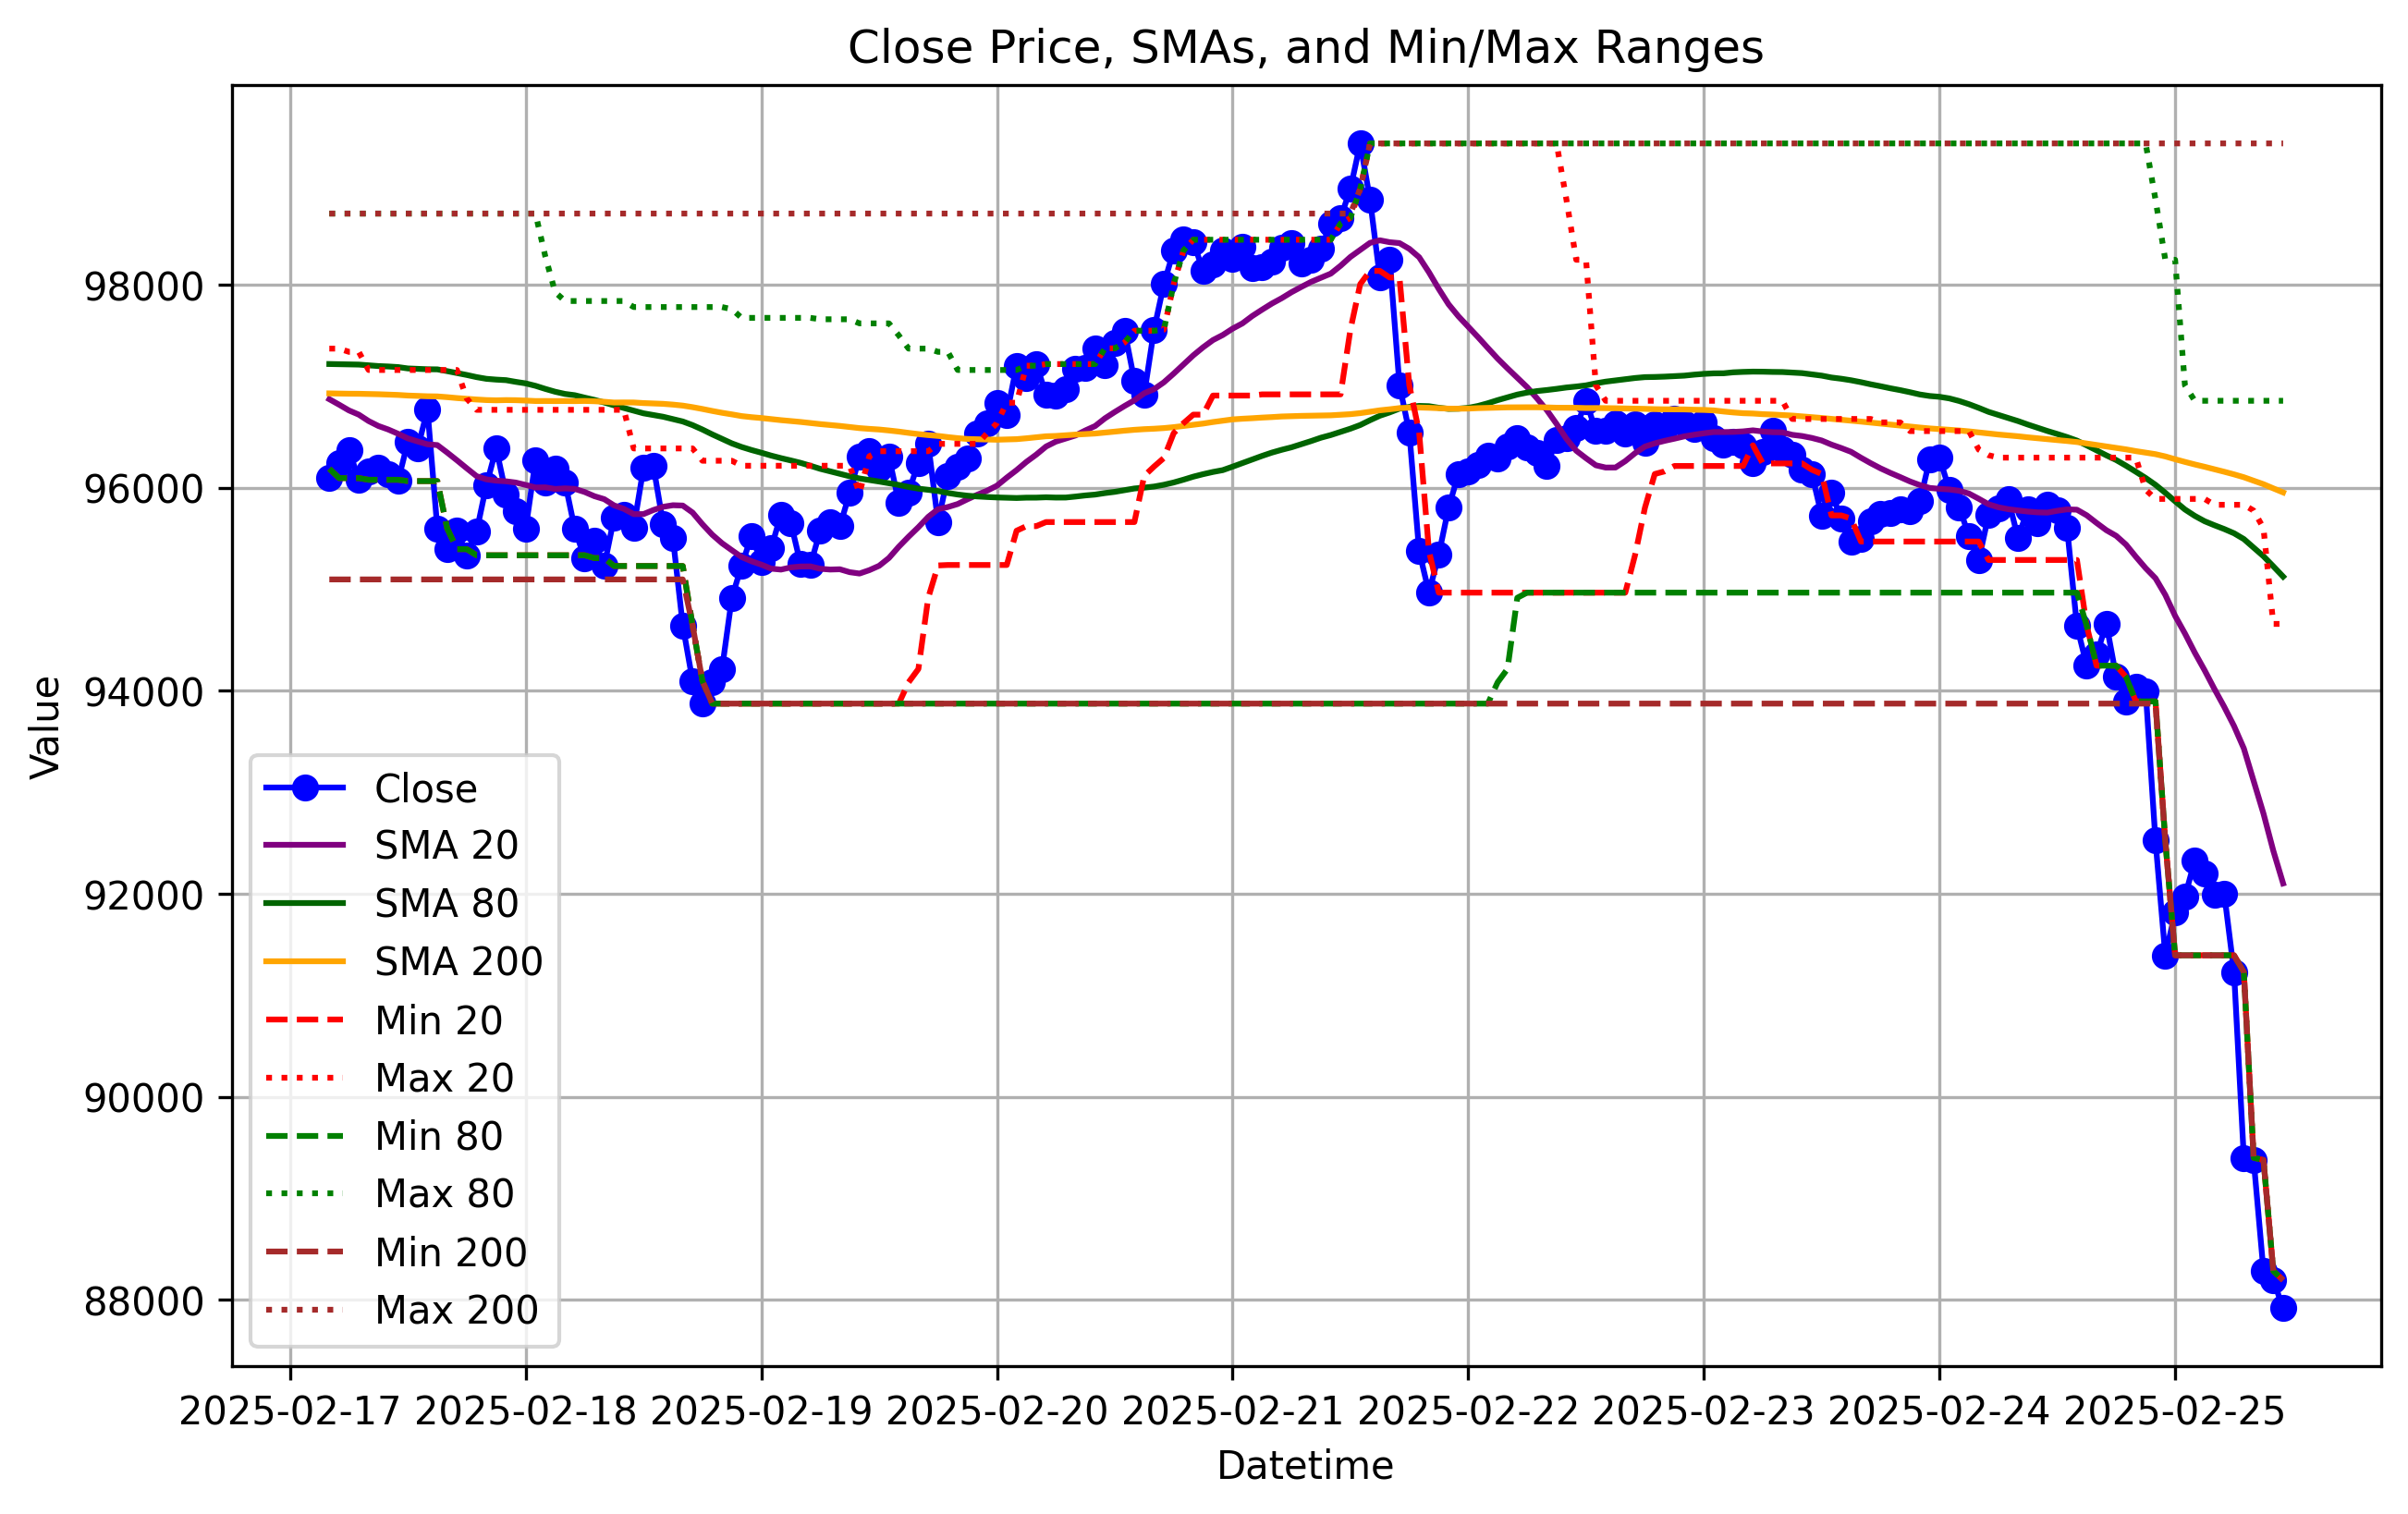 Close Price, SMAs, and Min/Max Ranges
98000
96000
94000
92000
90000
88000
Value
Close
SMA 20
SMA 80
SMA 200
Min 20
Max 20
Min 80
Max 80
Min 200
Max 200
2025-02-17 2025-02-18 2025-02-19 2025-02-20 2025-02-21 2025-02-22 2025-02-23 2025-02-24 2025-02-25
Datetime